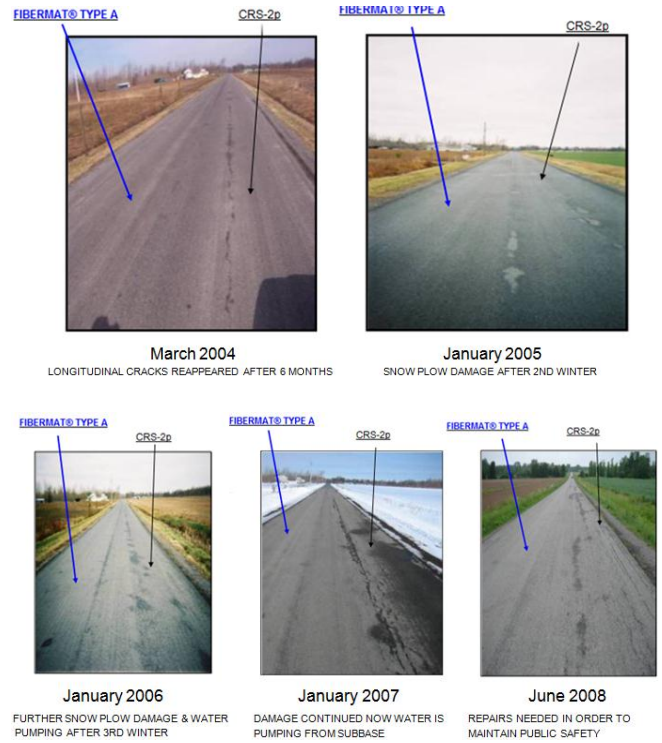 FIBERMAT® TYPE A
CRS-2p
FIBERMAT® TYPE A
CRS-2p
March 2004
LONGITUDINAL CRACKS REAPPEARED AFTER 6 MONTHS
January 2005
SNOW PLOW DAMAGE AFTER 2ND WINTER
FIBERMAT® TYPE A
CRS-2p
FIBERMAT® TYPE A
CRS-2p
FIBERMAT® TYPE A
CRS-2p
January 2006
FURTHER SNOW PLOW DAMAGE & WATER
PUMPING AFTER 3RD WINTER
January 2007
DAMAGE CONTINUED NOW WATER IS
PUMPING FROM SUBBASE
June 2008
REPAIRS NEEDED IN ORDER TO
MAINTAIN PUBLIC SAFETY